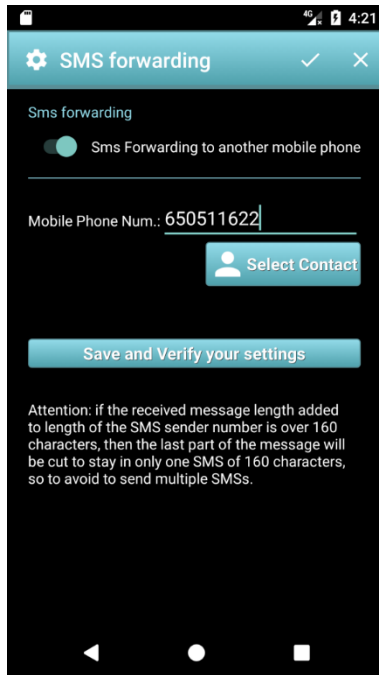 4G 4:21
SMS forwarding
Sms forwarding
Sms Forwarding to another mobile phone
Mobile Phone Num.: 650511622
Select Contact
Save and Verify your settings
Attention: if the received message length added
to length of the SMS sender number is over 160
characters, then the last part of the message will
be cut to stay in only one SMS of 160 characters,
so to avoid to send multiple SMSs.